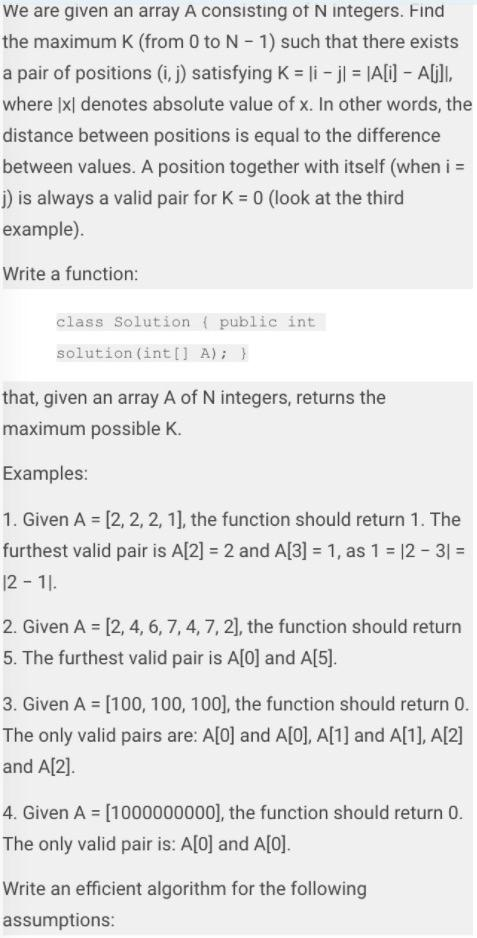 We are given an array A consisting of N integers. Find
the maximum K (from 0 to N − 1) such that there exists
a pair of positions (i, j) satisfying K = |i − j| = |A[i] − A[j]|,
where |x| denotes absolute value of x. In other words, the
distance between positions is equal to the difference
between values. A position together with itself (when i =
j) is always a valid pair for K = 0 (look at the third
example).
Write a function:
class Solution { public int
solution(int[] A); }
that, given an array A of N integers, returns the
maximum possible K.
Examples:
1. Given A = [2, 2, 2, 1], the function should return 1. The
furthest valid pair is A[2] = 2 and A[3] = 1, as 1 = |2 − 3| =
|2 − 1|.
2. Given A = [2, 4, 6, 7, 4, 7, 2], the function should return
5. The furthest valid pair is A[0] and A[5].
3. Given A = [100, 100, 100], the function should return 0.
The only valid pairs are: A[0] and A[0], A[1] and A[1], A[2]
and A[2].
4. Given A = [1000000000], the function should return 0.
The only valid pair is: A[0] and A[0].
Write an efficient algorithm for the following
assumptions: